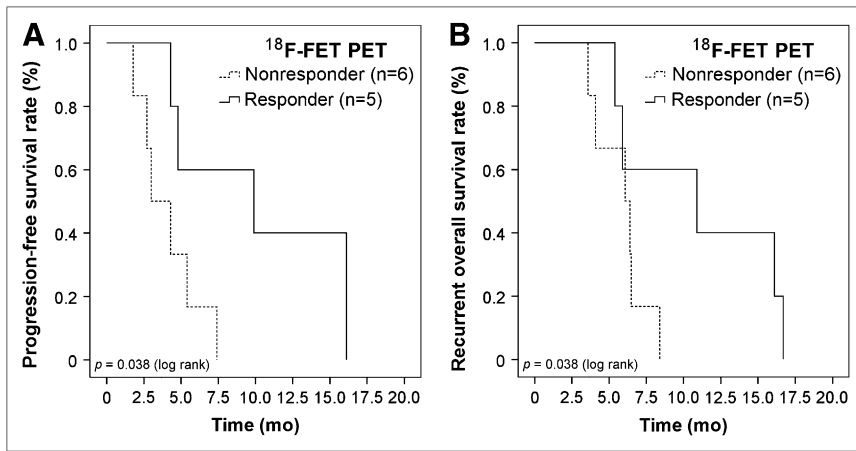 A
Progression-free survival rate (%)
1.0
0.8
0.6
0.4
0.2
0
18F-FET PET
Nonresponder (n=6)
Responder (n=5)
p = 0.038 (log rank)
0 2.5 5.0 7.5 10.0 12.5 15.0 17.5 20.0
Time (mo)
B
Recurrent overall survival rate (%)
1.0
0.8
0.6
0.4
0.2
0
18F-FET PET
Nonresponder (n=6)
Responder (n=5)
p = 0.038 (log rank)
0 2.5 5.0 7.5 10.0 12.5 15.0 17.5 20.0
Time (mo)